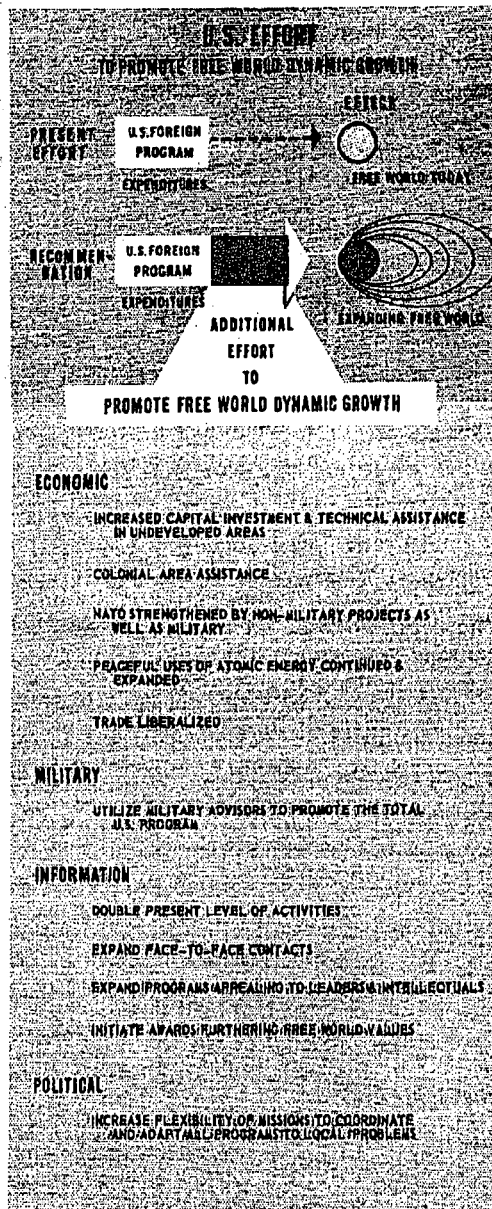 U.S. EFFORT
TO PROMOTE FREE WORLD DYNAMIC GROWTH
EFFECT
PRESENT
EFFORT
U.S. FOREIGN
PROGRAM
EXPENDITURES
FREE WORLD TODAY
RECOMMEN-
DATION
U.S. FOREIGN
PROGRAM
EXPENDITURES
EXPANDING FREE WORLD
ADDITIONAL
EFFORT
TO
PROMOTE FREE WORLD DYNAMIC GROWTH
ECONOMIC
INCREASED CAPITAL INVESTMENT & TECHNICAL ASSISTANCE
IN UNDEVELOPED AREAS
COLONIAL AREA ASSISTANCE
NATO STRENGTHENED BY NON-MILITARY PROJECTS AS
WELL AS MILITARY
PEACEFUL USES OF ATOMIC ENERGY CONTINUED &
EXPANDED
TRADE LIBERALIZED
MILITARY
UTILIZE MILITARY ADVISORS TO PROMOTE THE TOTAL
U.S. PROGRAM
INFORMATION
DOUBLE PRESENT LEVEL OF ACTIVITIES
EXPAND FACE-TO-FACE CONTACTS
EXPAND PROGRAMS APPEALING TO LEADERS & INTELLECTUALS
INITIATE AWARDS FURTHERING FREE WORLD VALUES
POLITICAL
INCREASE FLEXIBILITY OF MISSIONS TO COORDINATE
AND ADAPT ALL PROGRAMS TO LOCAL PROBLEMS